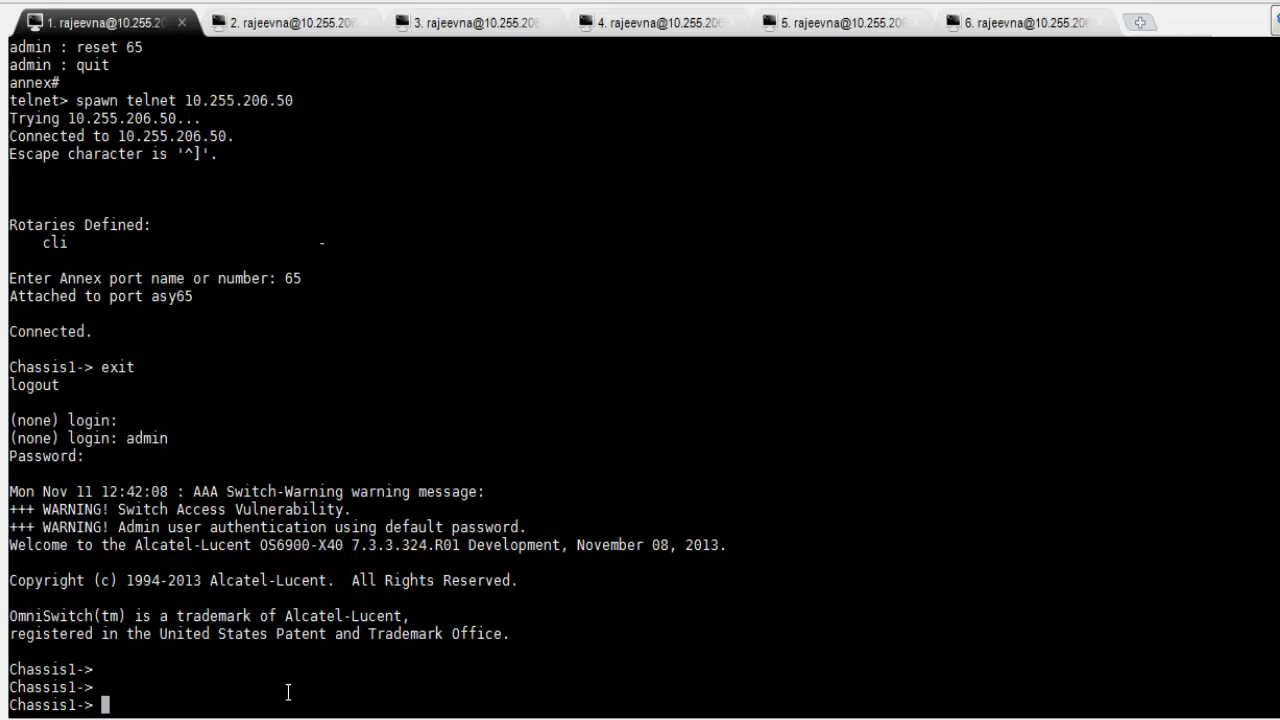 1. rajeevna@10.255.20
2. rajeevna@10.255.20
3. rajeevna@10.255.20
4. rajeevna@10.255.20
5. rajeevna@10.255.20
6. rajeevna@10.255.20
admin : reset 65
admin : quit
annex#
telnet> spawn telnet 10.255.206.50
Trying 10.255.206.50...
Connected to 10.255.206.50.
Escape character is '^]'.
Rotaries Defined:
cli -
Enter Annex port name or number: 65
Attached to port asy65
Connected.
Chassis1-> exit
logout
(none) login:
(none) login: admin
Password:
Mon Nov 11 12:42:08 : AAA Switch-Warning warning message:
+++ WARNING! Switch Access Vulnerability.
+++ WARNING! Admin user authentication using default password.
Welcome to the Alcatel-Lucent OS6900-X40 7.3.3.324.R01 Development, November 08, 2013.
Copyright (c) 1994-2013 Alcatel-Lucent. All Rights Reserved.
OmniSwitch(tm) is a trademark of Alcatel-Lucent,
registered in the United States Patent and Trademark Office.
Chassis1->
Chassis1->
Chassis1->